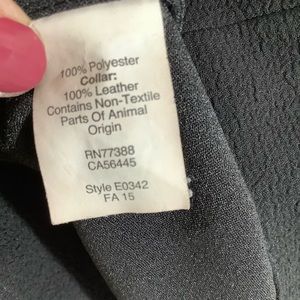 100% Polyester
Collar:
100% Leather
Contains Non-Textile
Parts Of Animal
Origin
RN77388
CA56445
Style E0342
FA 15